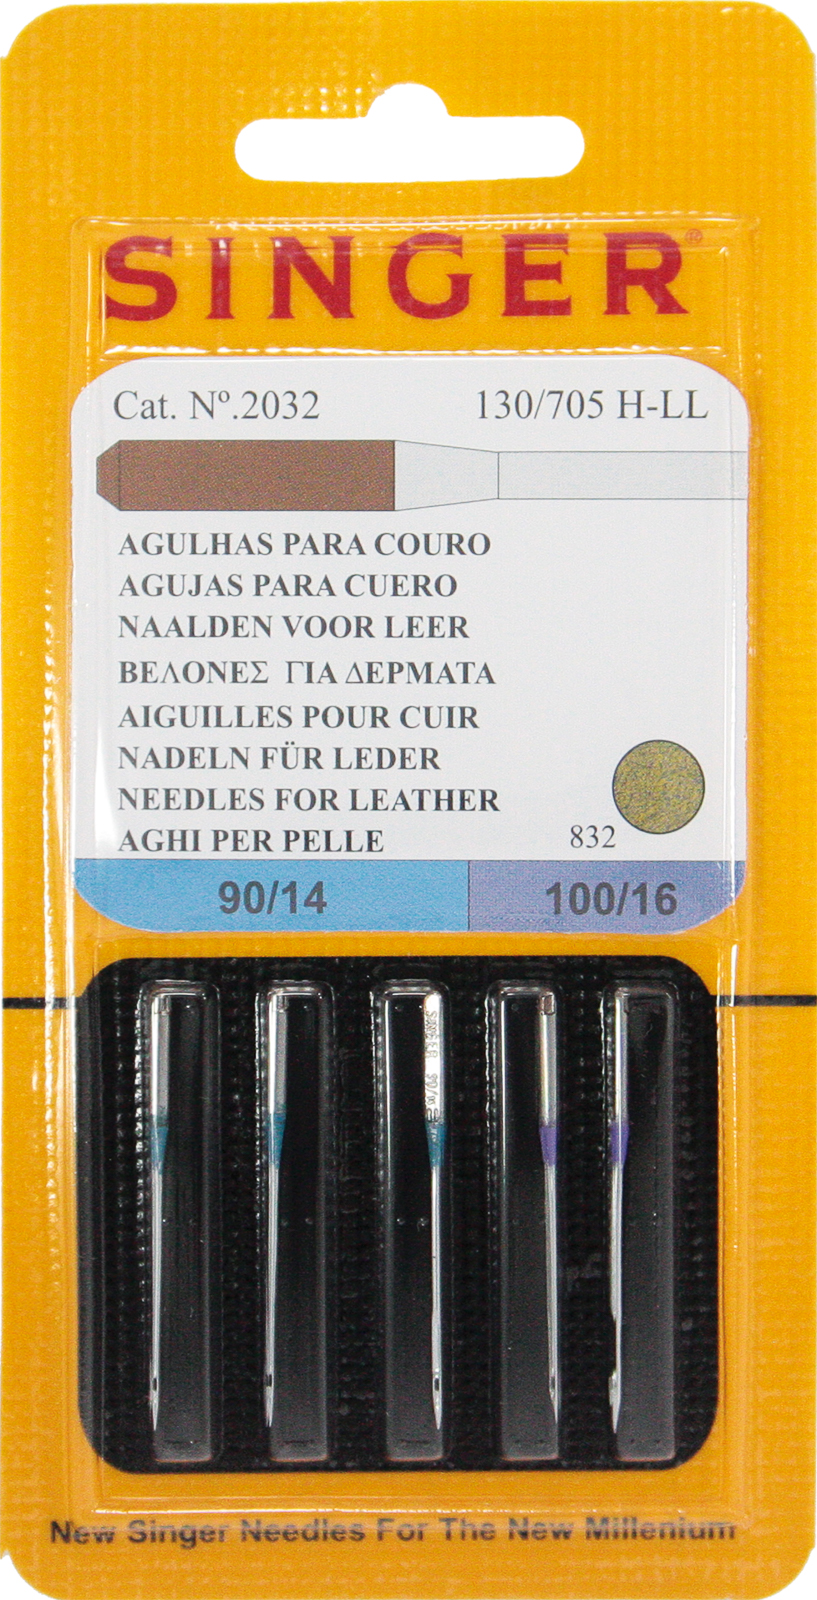 SINGER®
Cat. Nº.2032 130/705 H-LL
AGULHAS PARA COURO
AGUJAS PARA CUERO
NAALDEN VOOR LEER
ΒΕΛΟΝΕΣ ΓΙΑ ΔΕΡΜΑΤΑ
AIGUILLES POUR CUIR
NADELN FÜR LEDER
NEEDLES FOR LEATHER
AGHI PER PELLE
832
90/14 100/16
New Singer Needles For The New Millenium